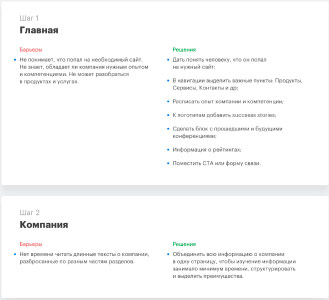 Шаг 1
Главная
Барьеры
Не понимает, что попал на необходимый сайт.
Не знает, обладает ли компания нужным опытом
и компетенциями. Не может разобраться
в продуктах и услугах.
Решения
Дать понять человеку, что он попал
на нужный сайт;
В навигации выделить важные пункты: Продукты,
Сервисы, Контакты и др;
Расписать опыт компании и компетенции;
К логотипам добавить success stories;
Сделать блок с прошедшими и будущими
конференциями;
Информация о рейтингах;
Поместить CTA или форму связи.
Шаг 2
Компания
Барьеры
Нет времени читать длинные тексты о компании,
разбросанные по разным частям разделов.
Решения
Объединить всю информацию о компании
в одну страницу, чтобы изучение информации
занимало минимум времени, структурировать
и выделить преимущества.